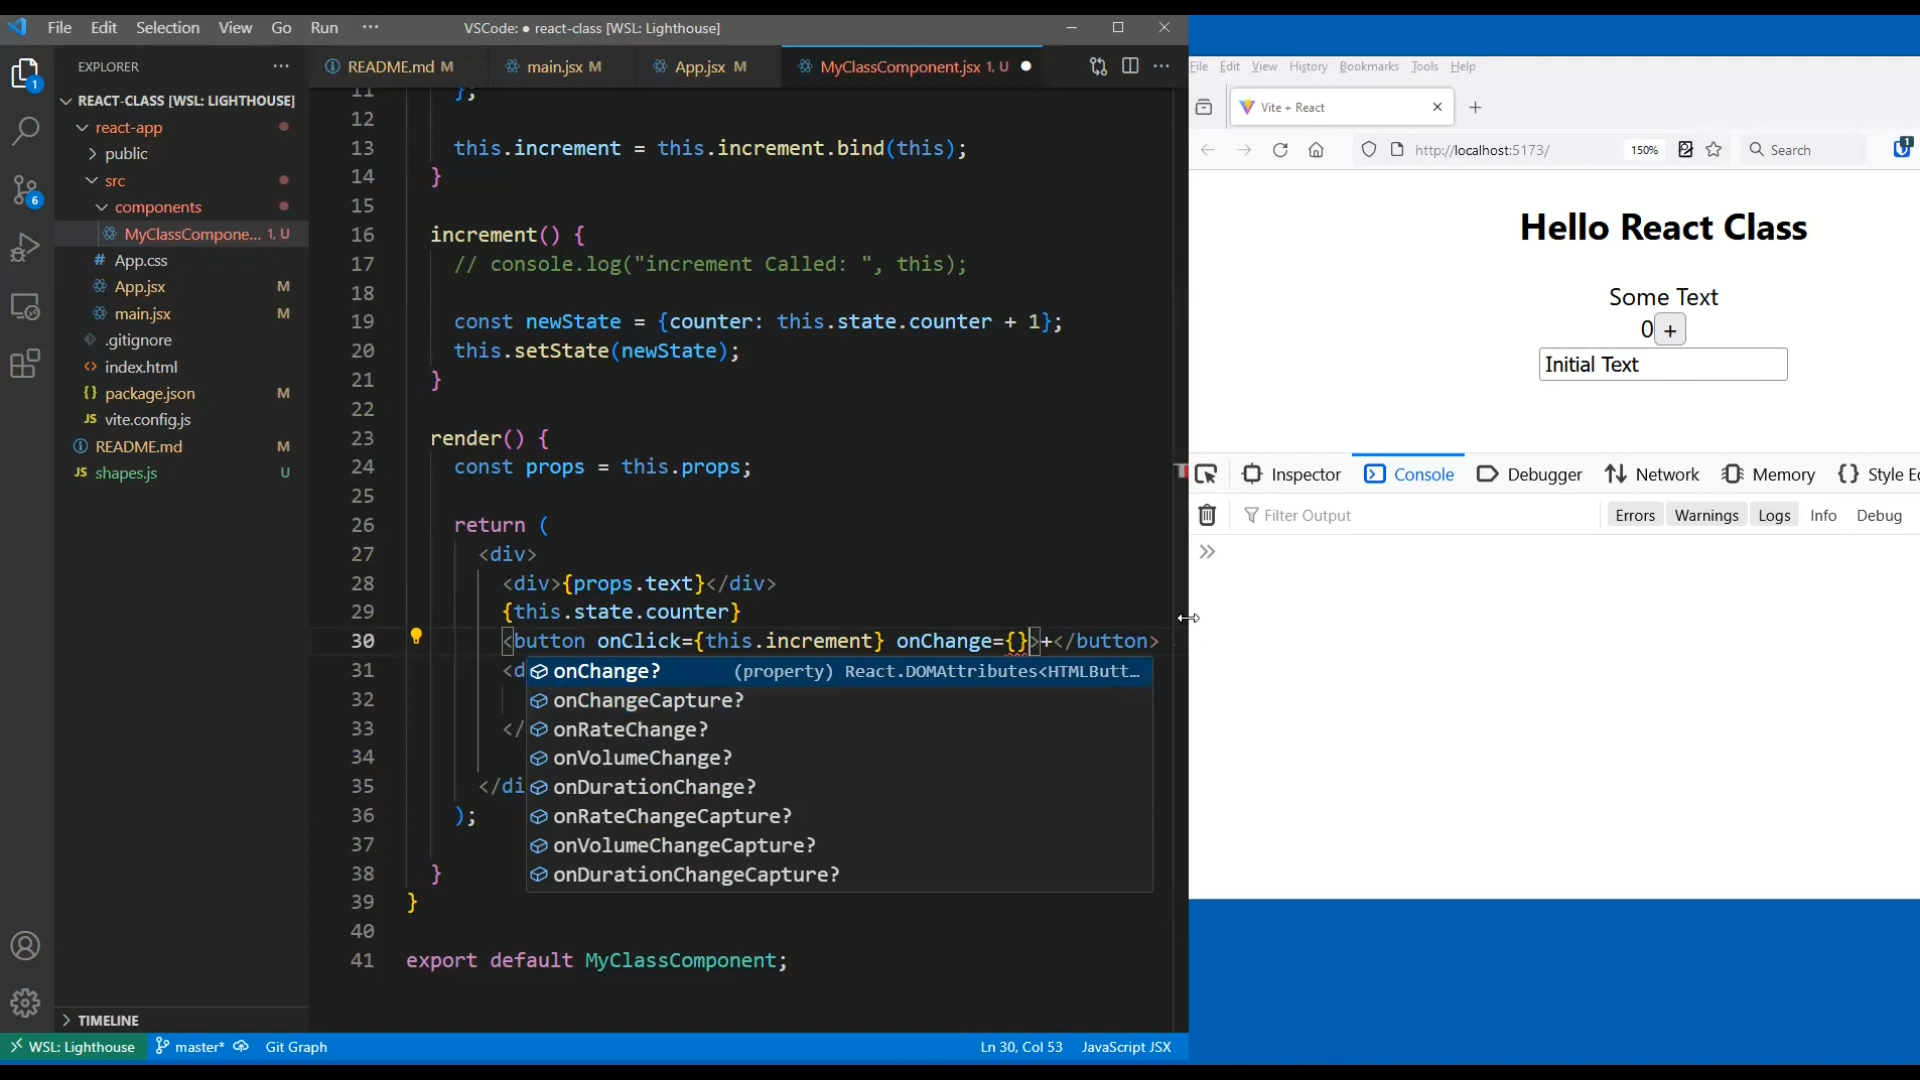 File Edit Selection View Go Run ··· VSCode: ● react-class [WSL: Lighthouse]
EXPLORER ···
README.md M main.jsx M App.jsx M MyClassComponent.jsx 1, U ●
REACT-CLASS [WSL: LIGHTHOUSE]
react-app
public
src
components
MyClassCompone... 1, U
App.css
App.jsx M
main.jsx M
.gitignore
index.html
package.json M
vite.config.js
README.md M
shapes.js U
TIMELINE
1
6
11 };
12
13 this.increment = this.increment.bind(this);
14 }
15
16 increment() {
17 // console.log("increment Called: ", this);
18
19 const newState = {counter: this.state.counter + 1};
20 this.setState(newState);
21 }
22
23 render() {
24 const props = this.props;
25
26 return (
27 <div>
28 <div>{props.text}</div>
29 {this.state.counter}
30 <button onClick={this.increment} onChange={}>+</button>
31 <d
32
33 </
34
35 </di
36 );
37
38 }
39 }
40
41 export default MyClassComponent;
onChange? (property) React.DOMAttributes<HTMLButt…
onChangeCapture?
onRateChange?
onVolumeChange?
onDurationChange?
onRateChangeCapture?
onVolumeChangeCapture?
onDurationChangeCapture?
WSL: Lighthouse master* Git Graph Ln 30, Col 53 JavaScript JSX
File Edit View History Bookmarks Tools Help
Vite + React
http://localhost:5173/ 150% Search 1
Hello React Class
Some Text
0 +
Initial Text
Inspector Console Debugger Network Memory Style Ec
Filter Output Errors Warnings Logs Info Debug